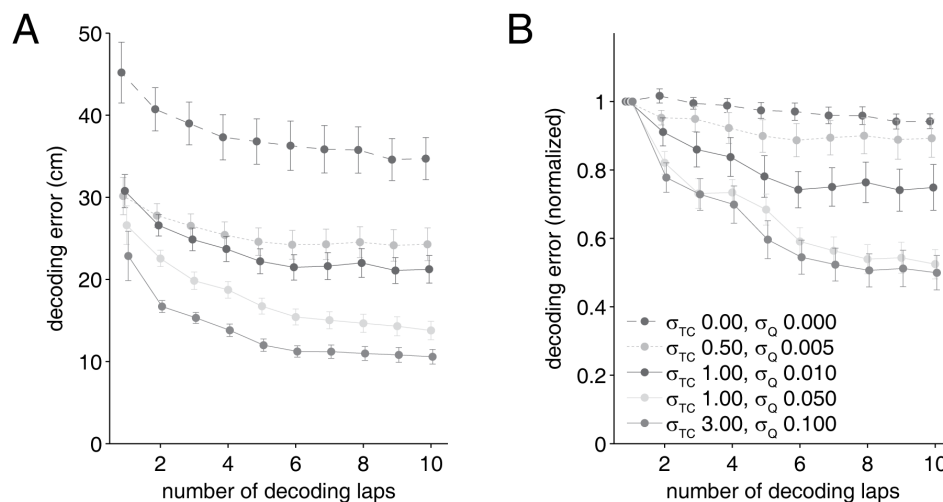 A
B
50
40
30
20
10
0
decoding error (cm)
2 4 6 8 10
number of decoding laps
1
0.8
0.6
0.4
0.2
0
decoding error (normalized)
σTC 0.00, σQ 0.000
σTC 0.50, σQ 0.005
σTC 1.00, σQ 0.010
σTC 1.00, σQ 0.050
σTC 3.00, σQ 0.100
2 4 6 8 10
number of decoding laps